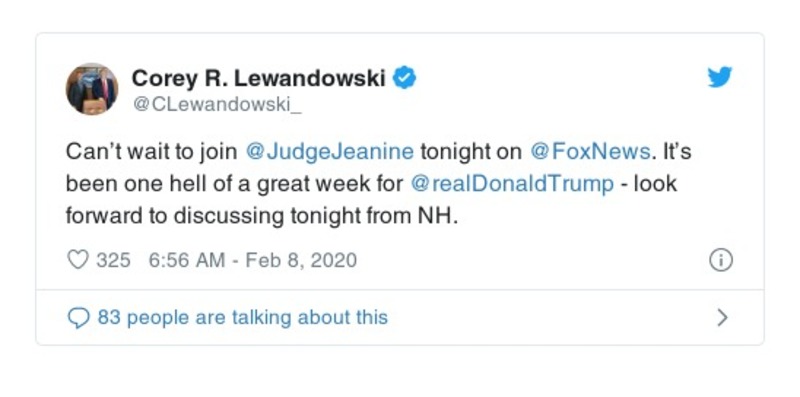 Corey R. Lewandowski
@CLewandowski_
Can't wait to join @JudgeJeanine tonight on @FoxNews. It's
been one hell of a great week for @realDonaldTrump - look
forward to discussing tonight from NH.
325 6:56 AM - Feb 8, 2020
83 people are talking about this